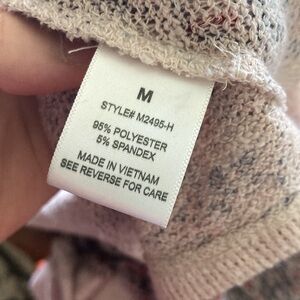 M
STYLE# M2495-H
95% POLYESTER
5% SPANDEX
MADE IN VIETNAM
SEE REVERSE FOR CARE